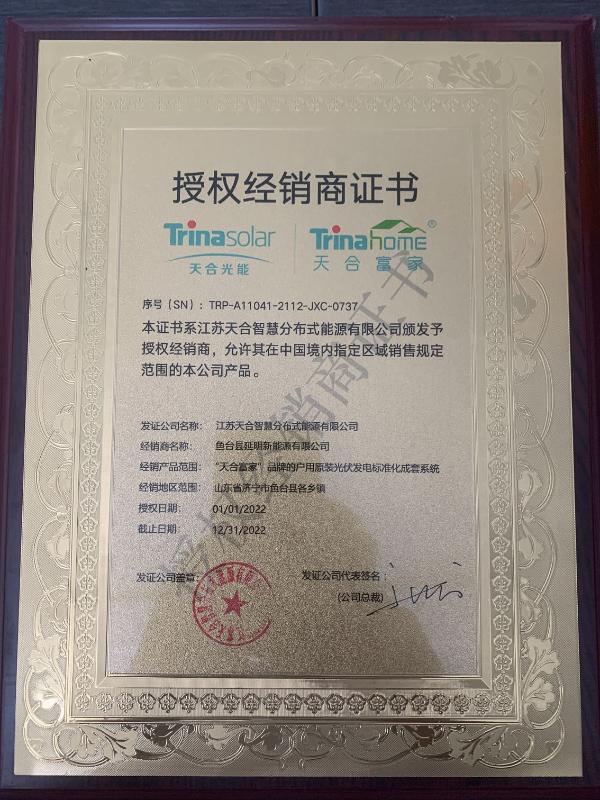 授权经销商证书
Trinasolar
天合光能
Trinahome®
天合富家
序号（SN）：TRP-A11041-2112-JXC-0737
本证书系江苏天合智慧分布式能源有限公司颁发予
授权经销商，允许其在中国境内指定区域销售规定
范围的本公司产品。
发证公司名称： 江苏天合智慧分布式能源有限公司
经销商名称： 鱼台县延明新能源有限公司
经销产品范围： “天合富家”品牌的户用原装光伏发电标准化成套系统
经销地区范围： 山东省济宁市鱼台县各乡镇
授权日期： 01/01/2022
截止日期： 12/31/2022
发证公司盖章：
发证公司代表签名：
（公司总裁）
授权经销商证书